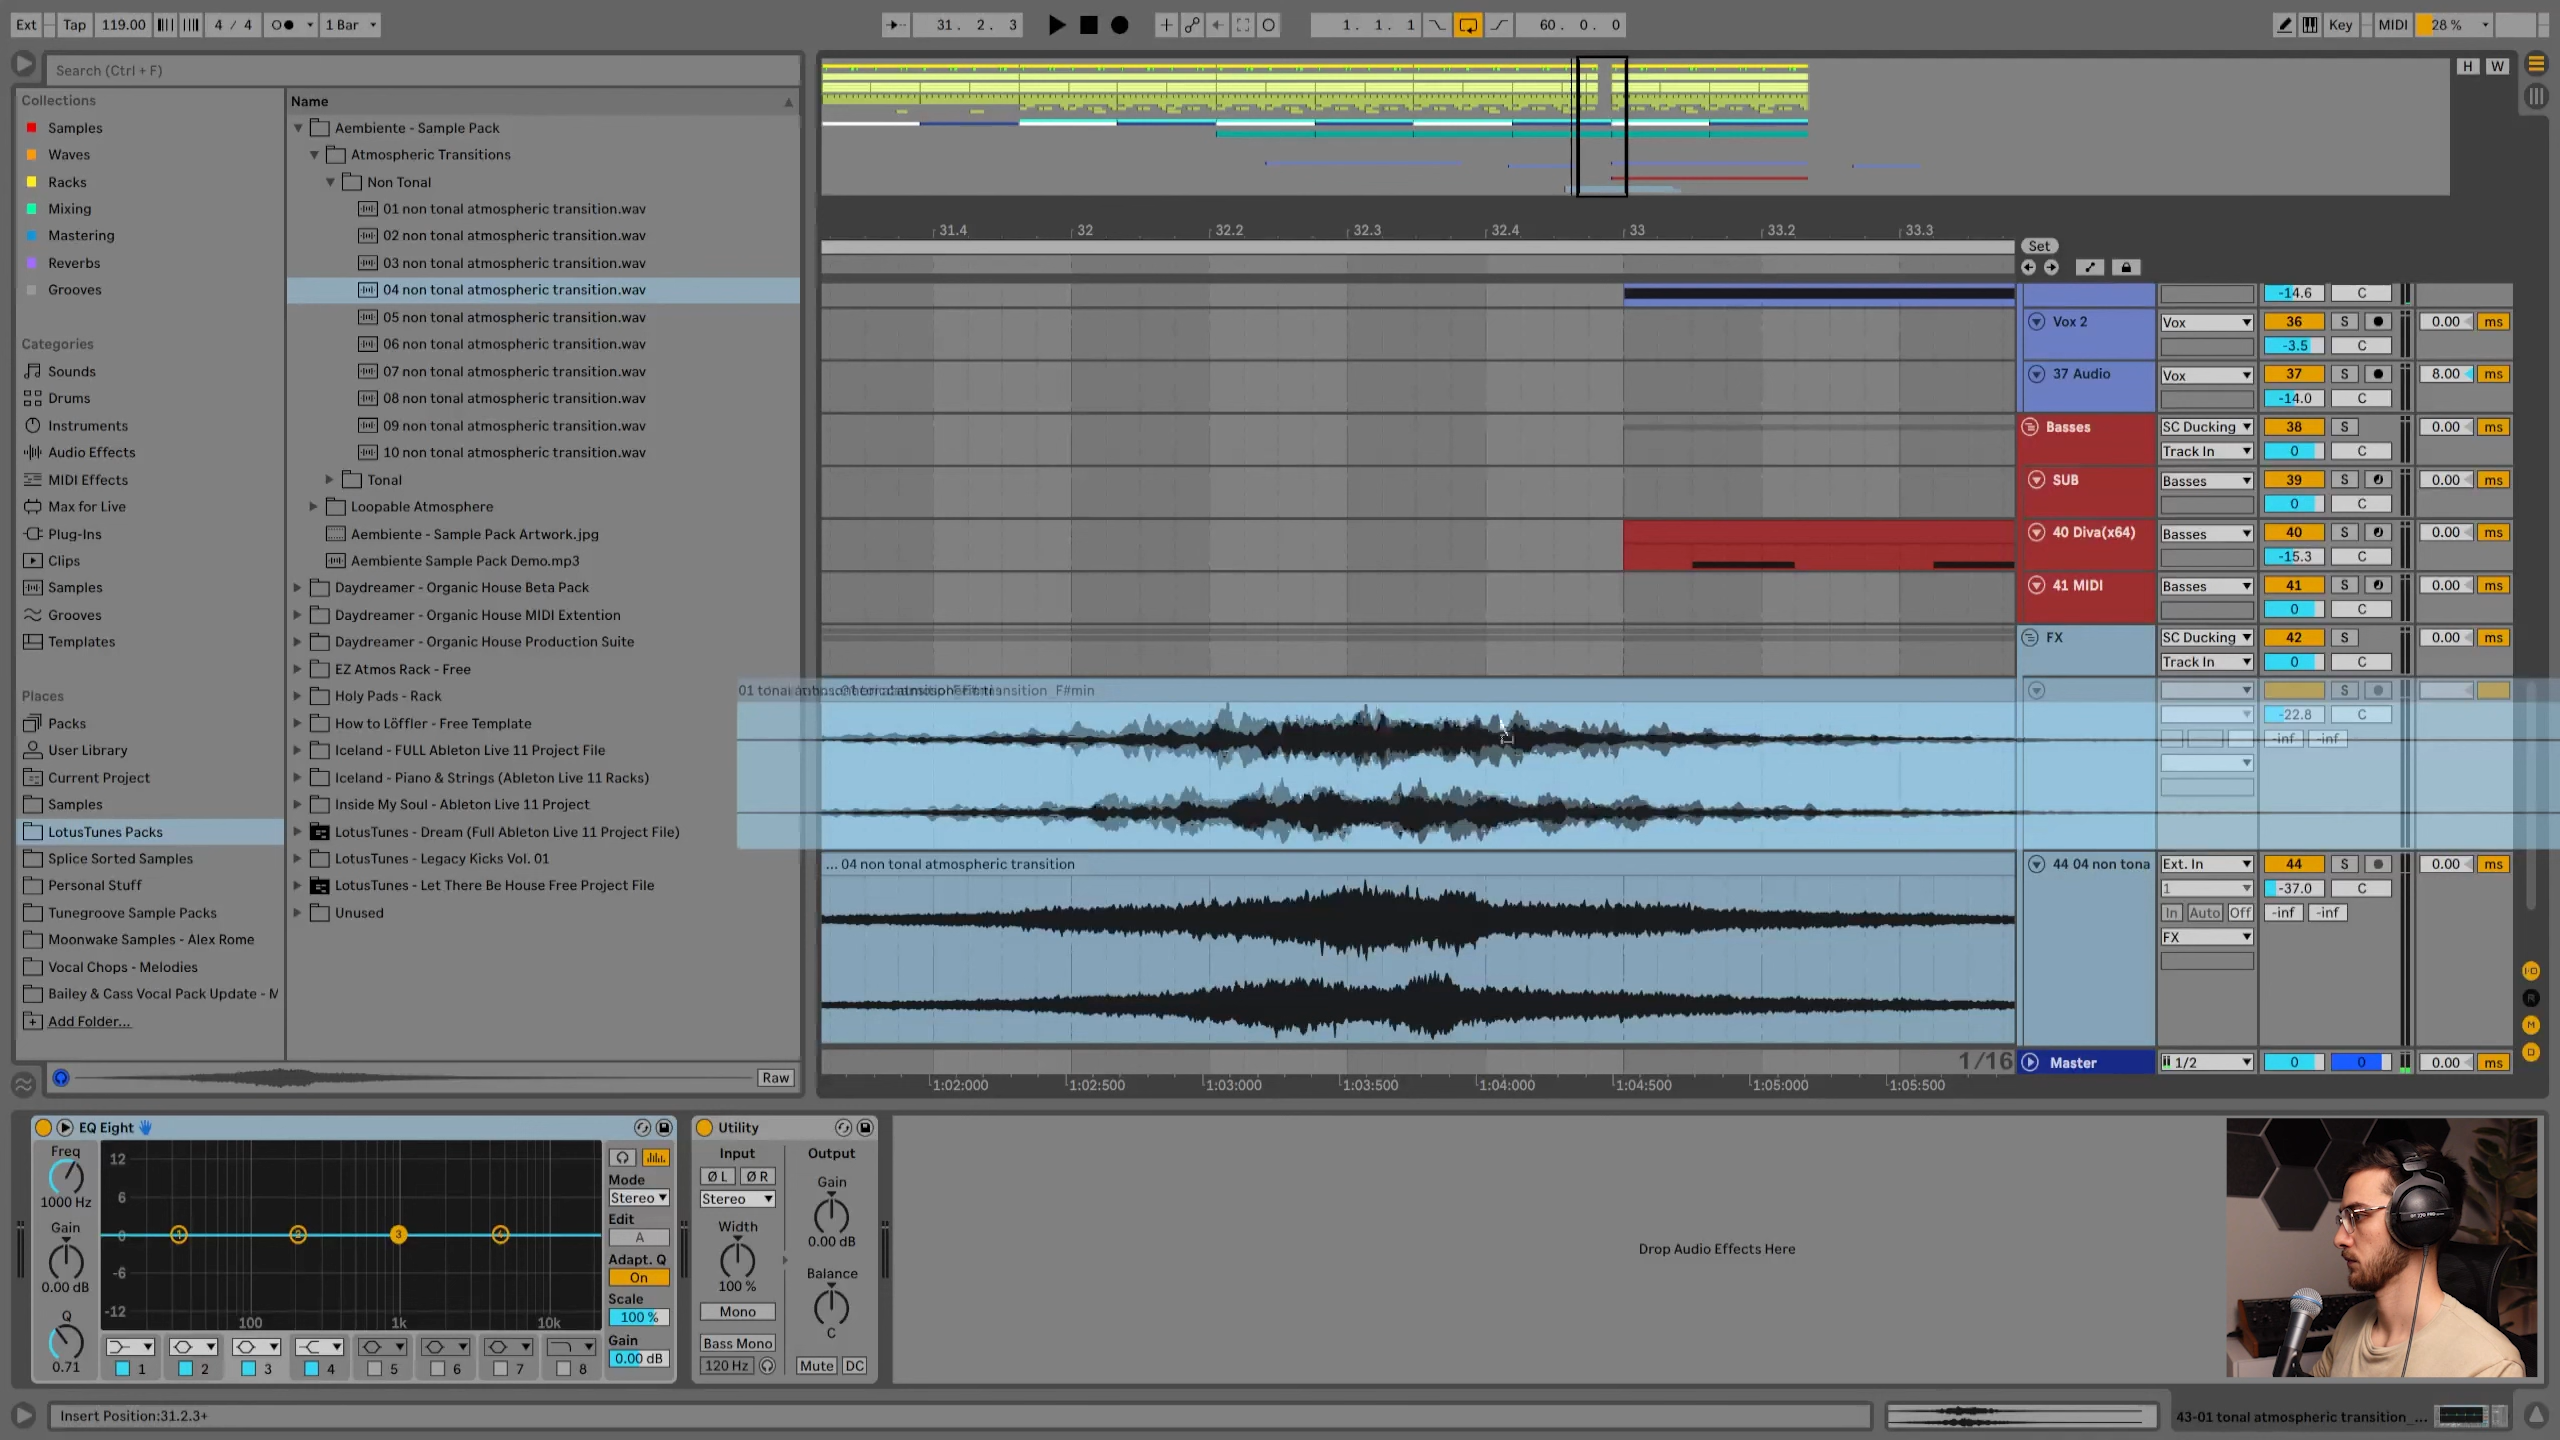 Ext Tap 119.00 4 / 4 1 Bar 31. 2. 3 1. 1. 1 60. 0. 0 Key MIDI 28 %
Search (Ctrl + F)
H W
Collections
Samples
Waves
Racks
Mixing
Mastering
Reverbs
Grooves
Categories
Sounds
Drums
Instruments
Audio Effects
MIDI Effects
Max for Live
Plug-Ins
Clips
Samples
Grooves
Templates
Places
Packs
User Library
Current Project
Samples
LotusTunes Packs
Splice Sorted Samples
Personal Stuff
Tunegroove Sample Packs
Moonwake Samples - Alex Rome
Vocal Chops - Melodies
Bailey & Cass Vocal Pack Update - M
Add Folder...
Name
Aembiente - Sample Pack
Atmospheric Transitions
Non Tonal
01 non tonal atmospheric transition.wav
02 non tonal atmospheric transition.wav
03 non tonal atmospheric transition.wav
04 non tonal atmospheric transition.wav
05 non tonal atmospheric transition.wav
06 non tonal atmospheric transition.wav
07 non tonal atmospheric transition.wav
08 non tonal atmospheric transition.wav
09 non tonal atmospheric transition.wav
10 non tonal atmospheric transition.wav
Tonal
Loopable Atmosphere
Aembiente - Sample Pack Artwork.jpg
Aembiente Sample Pack Demo.mp3
Daydreamer - Organic House Beta Pack
Daydreamer - Organic House MIDI Extention
Daydreamer - Organic House Production Suite
EZ Atmos Rack - Free
Holy Pads - Rack
How to Löffler - Free Template
Iceland - FULL Ableton Live 11 Project File
Iceland - Piano & Strings (Ableton Live 11 Racks)
Inside My Soul - Ableton Live 11 Project
LotusTunes - Dream (Full Ableton Live 11 Project File)
LotusTunes - Legacy Kicks Vol. 01
LotusTunes - Let There Be House Free Project File
Unused
Raw
31.4 32 32.2 32.3 32.4 33 33.2 33.3
Set
-14.6 C
Vox 2 Vox 36 S 0.00 ms
-3.5 C
37 Audio Vox 37 S 8.00 ms
-14.0 C
Basses SC Ducking 38 S 0.00 ms
Track In 0 C
SUB Basses 39 S 0.00 ms
0 C
40 Diva(x64) Basses 40 S 0.00 ms
-15.3 C
41 MIDI Basses 41 S 0.00 ms
0 C
FX SC Ducking 42 S 0.00 ms
Track In 0 C
01 tonal transition F#min S
-22.8 C
-inf -inf
... 04 non tonal atmospheric transition 44 04 non tona Ext. In 44 S 0.00 ms
1 -37.0 C
In Auto Off -inf -inf
FX
1/16 Master 1/2 0 0 0.00 ms
1:02:000 1:02:500 1:03:000 1:03:500 1:04:000 1:04:500 1:05:000 1:05:500
EQ Eight
Freq
1000 Hz
Gain
0.00 dB
Q
0.71
12
6
0
-6
-12
1 2 3 4
100 1k 10k
1 2 3 4 5 6 7 8
Mode
Stereo
Edit
A
Adapt. Q
On
Scale
100 %
Gain
0.00 dB
Utility
Input
Ø L Ø R
Stereo
Width
100 %
Mono
Bass Mono
120 Hz
Output
Gain
0.00 dB
Balance
C
Mute DC
Drop Audio Effects Here
Insert Position:31.2.3+
43-01 tonal atmospheric transition_...